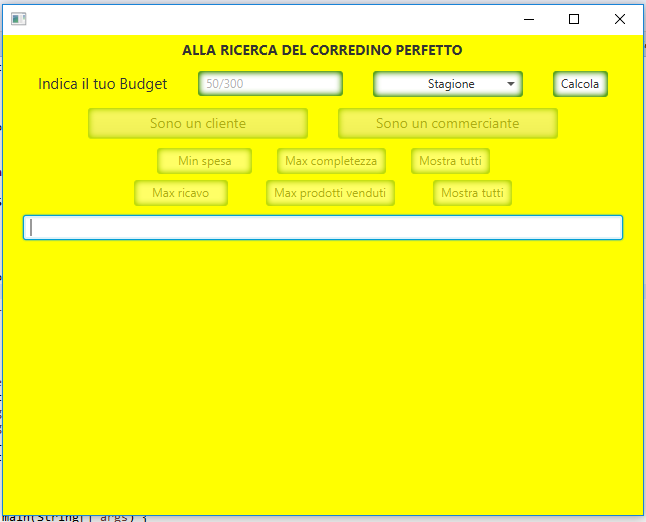 ALLA RICERCA DEL CORREDINO PERFETTO
Indica il tuo Budget 50/300 Stagione Calcola
Sono un cliente Sono un commerciante
Min spesa Max completezza Mostra tutti
Max ricavo Max prodotti venduti Mostra tutti
main(String[] args) {